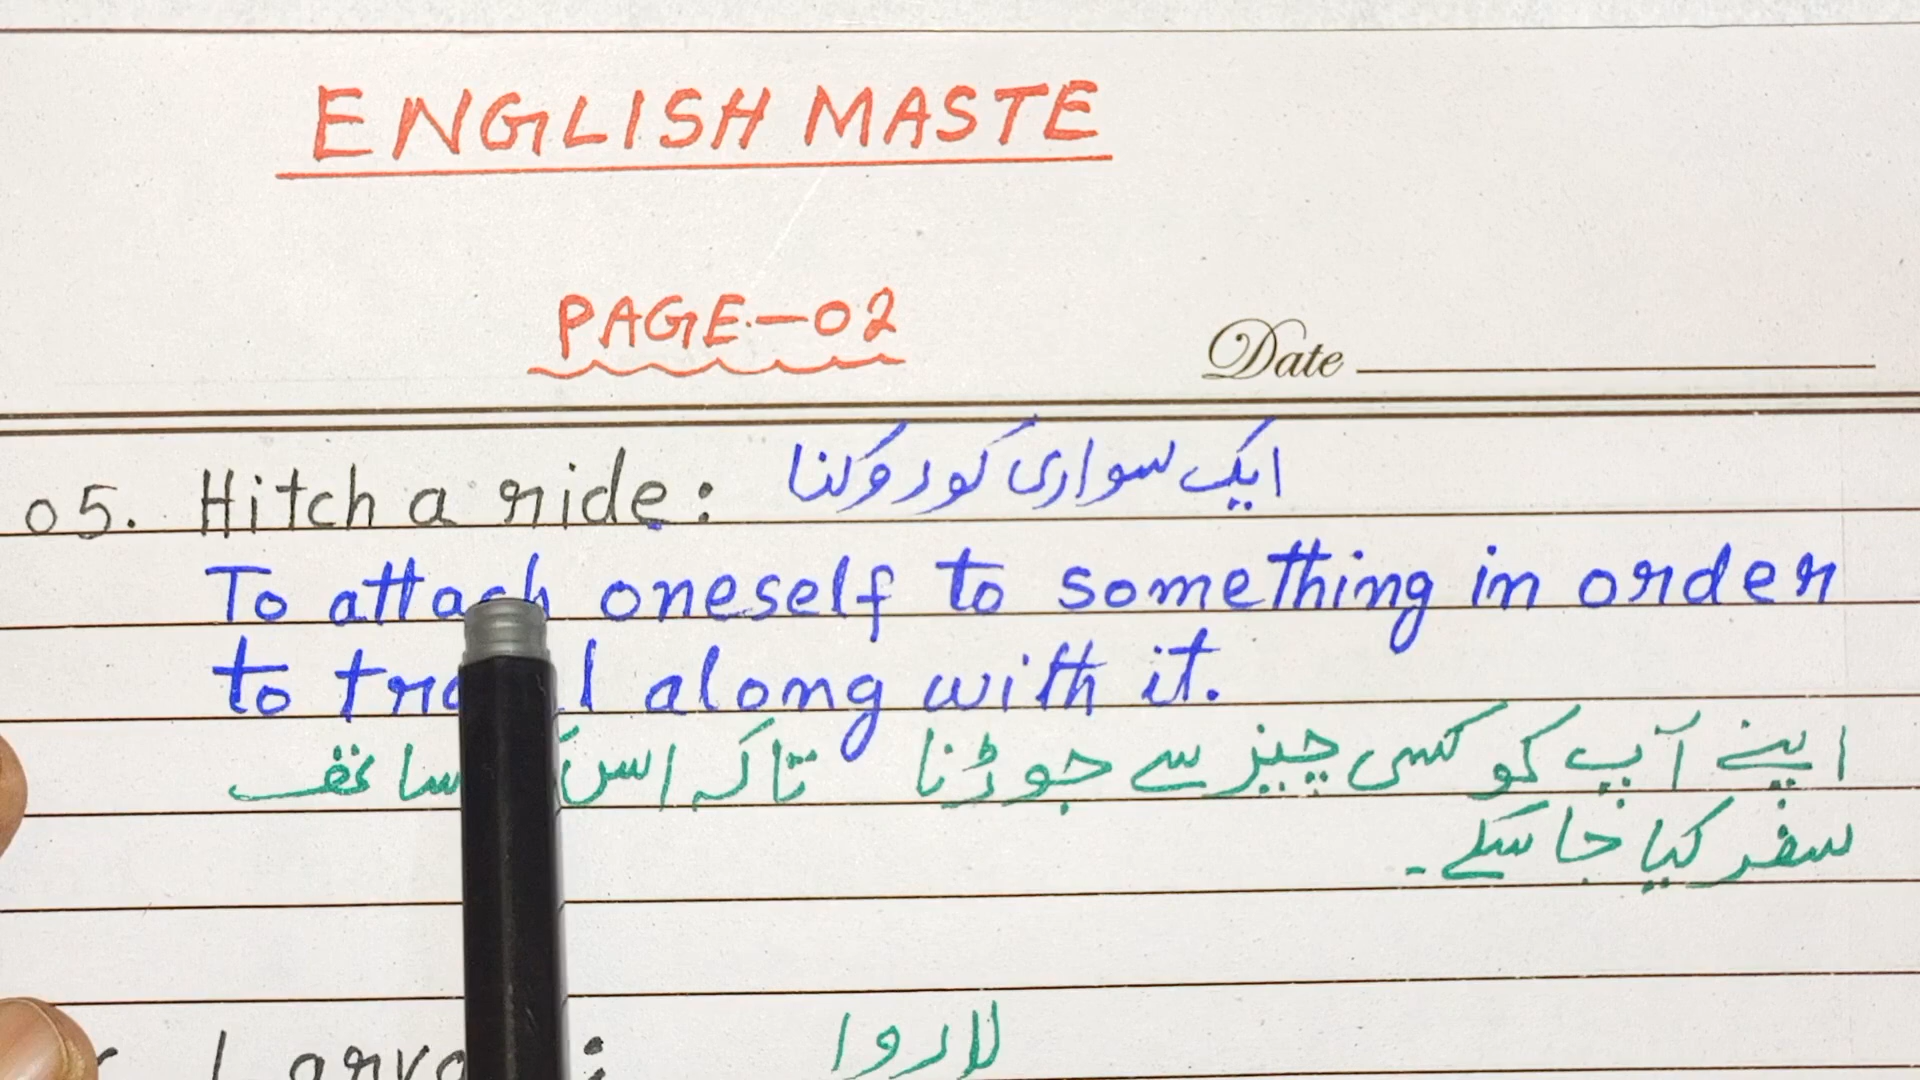 ENGLISH MASTE
PAGE-02
Date
05. Hitch a ride: ایک سواری کو روکنا
To attach oneself to something in order
to along with it.
اپنے آپ کو کسی چیز سے جوڑنا تاکہ اس ساتھ
سفر کیا جا سکے۔
لاروا